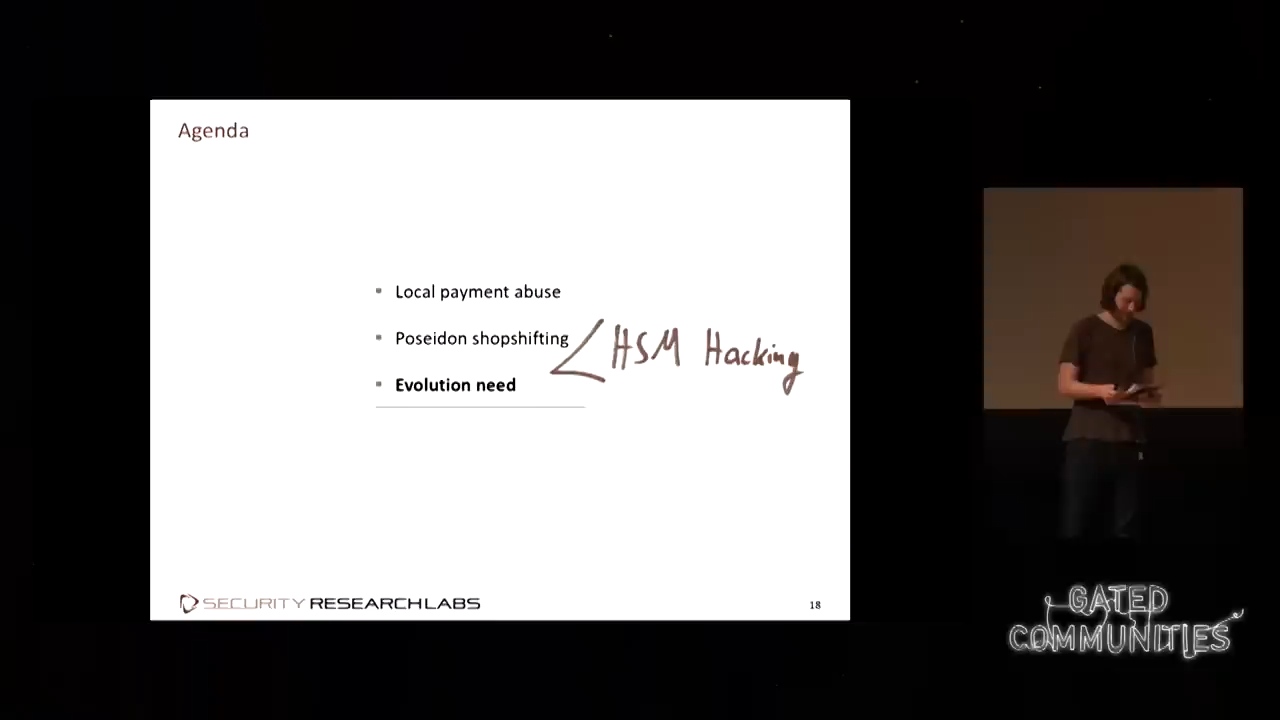 Agenda
Local payment abuse
Poseidon shopshifting
HSM Hacking
Evolution need
SECURITY RESEARCH LABS
18
GATED
COMMUNITIES